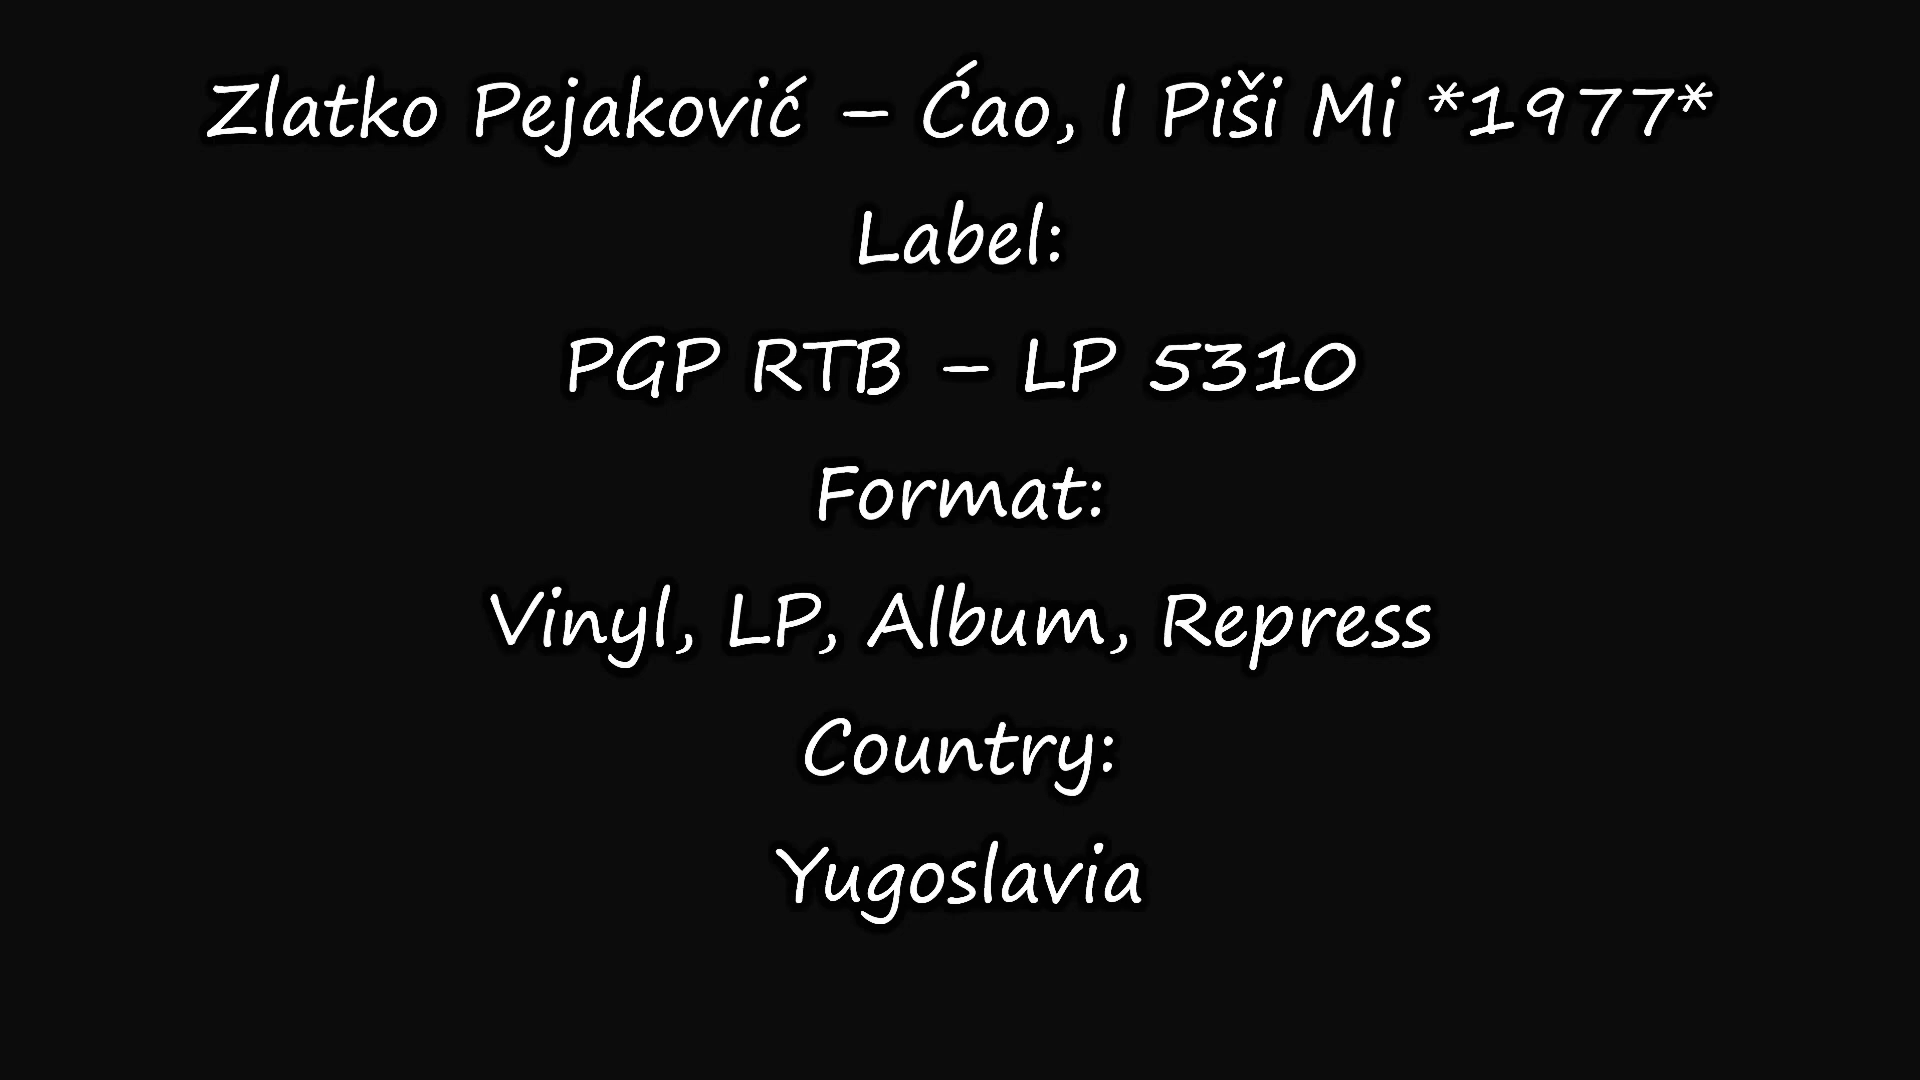 Zlatko Pejaković – Ćao, I Piši Mi *1977*
Label:
PGP RTB – LP 5310
Format:
Vinyl, LP, Album, Repress
Country:
Yugoslavia